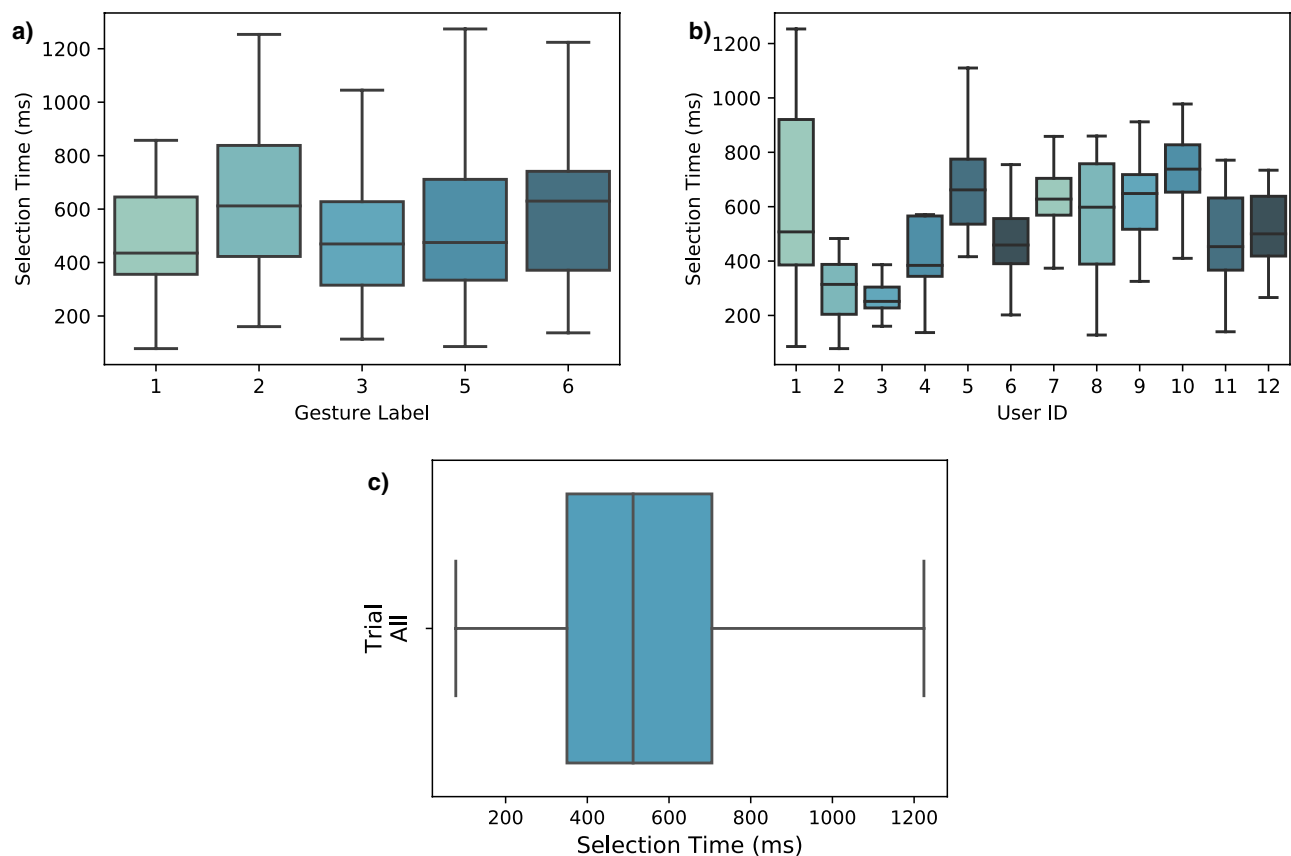 a)
1200
1000
800
600
400
200
Selection Time (ms)
1 2 3 5 6
Gesture Label
b)
1200
1000
800
600
400
200
Selection Time (ms)
1 2 3 4 5 6 7 8 9 10 11 12
User ID
c)
Trial
All
200 400 600 800 1000 1200
Selection Time (ms)